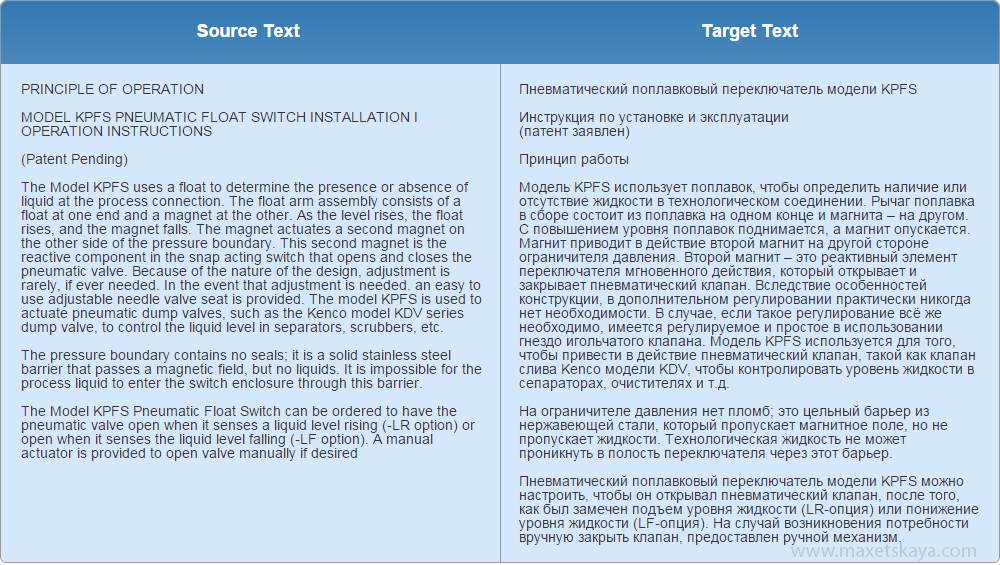 Source Text
Target Text
PRINCIPLE OF OPERATION
MODEL KPFS PNEUMATIC FLOAT SWITCH INSTALLATION I
OPERATION INSTRUCTIONS
(Patent Pending)
The Model KPFS uses a float to determine the presence or absence of
liquid at the process connection. The float arm assembly consists of a
float at one end and a magnet at the other. As the level rises, the float
rises, and the magnet falls. The magnet actuates a second magnet on
the other side of the pressure boundary. This second magnet is the
reactive component in the snap acting switch that opens and closes the
pneumatic valve. Because of the nature of the design, adjustment is
rarely, if ever needed. In the event that adjustment is needed. an easy to
use adjustable needle valve seat is provided. The model KPFS is used to
actuate pneumatic dump valves, such as the Kenco model KDV series
dump valve, to control the liquid level in separators, scrubbers, etc.
The pressure boundary contains no seals; it is a solid stainless steel
barrier that passes a magnetic field, but no liquids. It is impossible for the
process liquid to enter the switch enclosure through this barrier.
The Model KPFS Pneumatic Float Switch can be ordered to have the
pneumatic valve open when it senses a liquid level rising (-LR option) or
open when it senses the liquid level falling (-LF option). A manual
actuator is provided to open valve manually if desired
Пневматический поплавковый переключатель модели KPFS
Инструкция по установке и эксплуатации
(патент заявлен)
Принцип работы
Модель KPFS использует поплавок, чтобы определить наличие или
отсутствие жидкости в технологическом соединении. Рычаг поплавка
в сборе состоит из поплавка на одном конце и магнита – на другом.
С повышением уровня поплавок поднимается, а магнит опускается.
Магнит приводит в действие второй магнит на другой стороне
ограничителя давления. Второй магнит – это реактивный элемент
переключателя мгновенного действия, который открывает и
закрывает пневматический клапан. Вследствие особенностей
конструкции, в дополнительном регулировании практически никогда
нет необходимости. В случае, если такое регулирование всё же
необходимо, имеется регулируемое и простое в использовании
гнездо игольчатого клапана. Модель KPFS используется для того,
чтобы привести в действие пневматический клапан, такой как клапан
слива Kenco модели KDV, чтобы контролировать уровень жидкости в
сепараторах, очистителях и т.д.
На ограничителе давления нет пломб; это цельный барьер из
нержавеющей стали, который пропускает магнитное поле, но не
пропускает жидкости. Технологическая жидкость не может
проникнуть в полость переключателя через этот барьер.
Пневматический поплавковый переключатель модели KPFS можно
настроить, чтобы он открывал пневматический клапан, после того,
как был замечен подъем уровня жидкости (LR-опция) или понижение
уровня жидкости (LF-опция). На случай возникновения потребности
вручную закрыть клапан, предоставлен ручной механизм.
www.maxetskaya.com